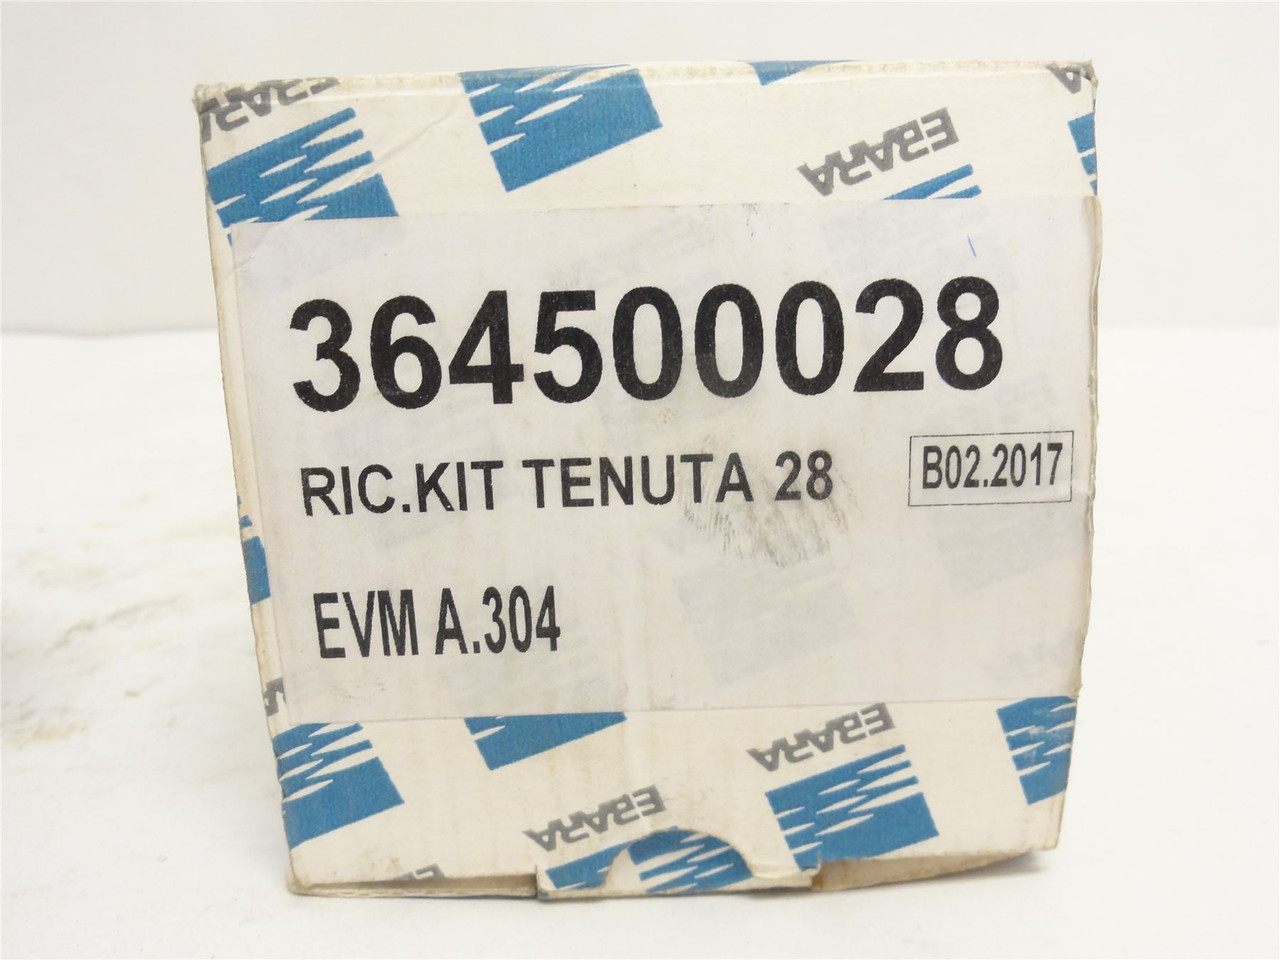 EBARA
EBARA
364500028
RIC.KIT TENUTA 28
B02.2017
EVM A.304
EBARA
EBARA